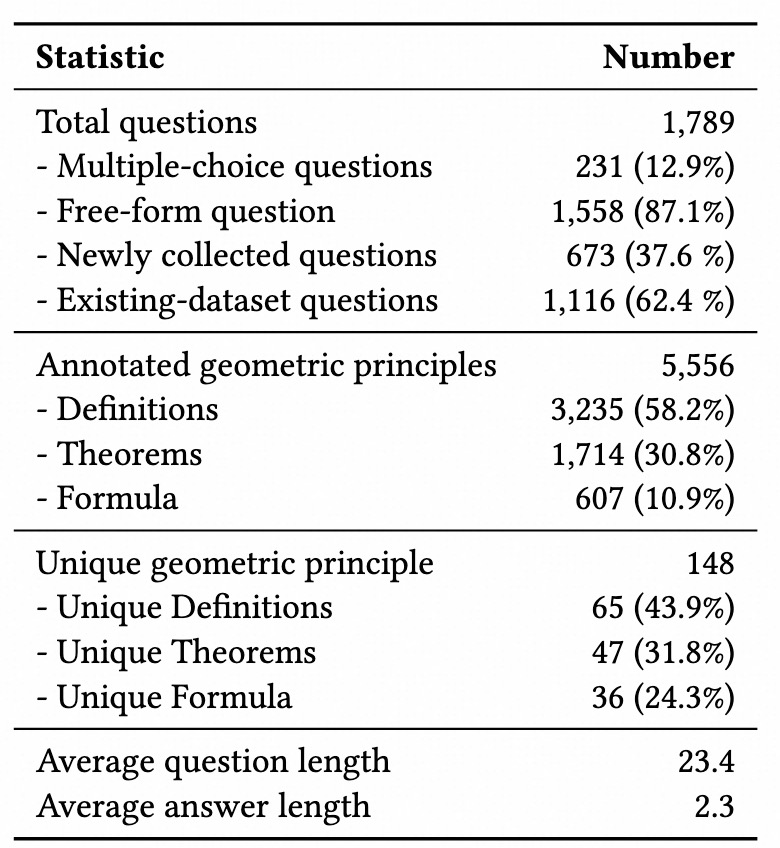 Statistic Number
Total questions 1,789
- Multiple-choice questions 231 (12.9%)
- Free-form question 1,558 (87.1%)
- Newly collected questions 673 (37.6 %)
- Existing-dataset questions 1,116 (62.4 %)
Annotated geometric principles 5,556
- Definitions 3,235 (58.2%)
- Theorems 1,714 (30.8%)
- Formula 607 (10.9%)
Unique geometric principle 148
- Unique Definitions 65 (43.9%)
- Unique Theorems 47 (31.8%)
- Unique Formula 36 (24.3%)
Average question length 23.4
Average answer length 2.3